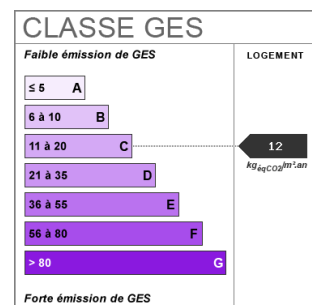 CLASSE GES
Faible émission de GES
LOGEMENT
≤ 5 A
6 à 10 B
11 à 20 C
12
kgéqCO2/m².an
21 à 35 D
36 à 55 E
56 à 80 F
> 80 G
Forte émission de GES